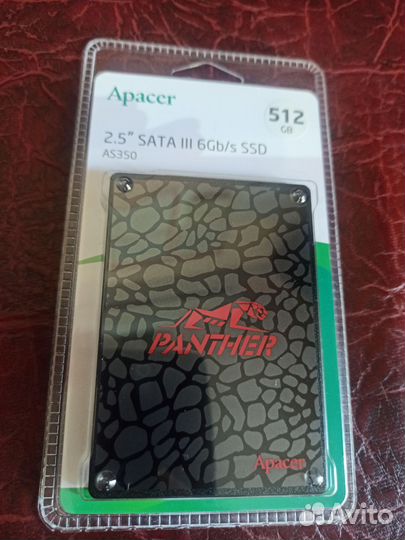 Apacer
512
GB
2.5" SATA III 6Gb/s SSD
AS350
PANTHER
Apacer
Avito